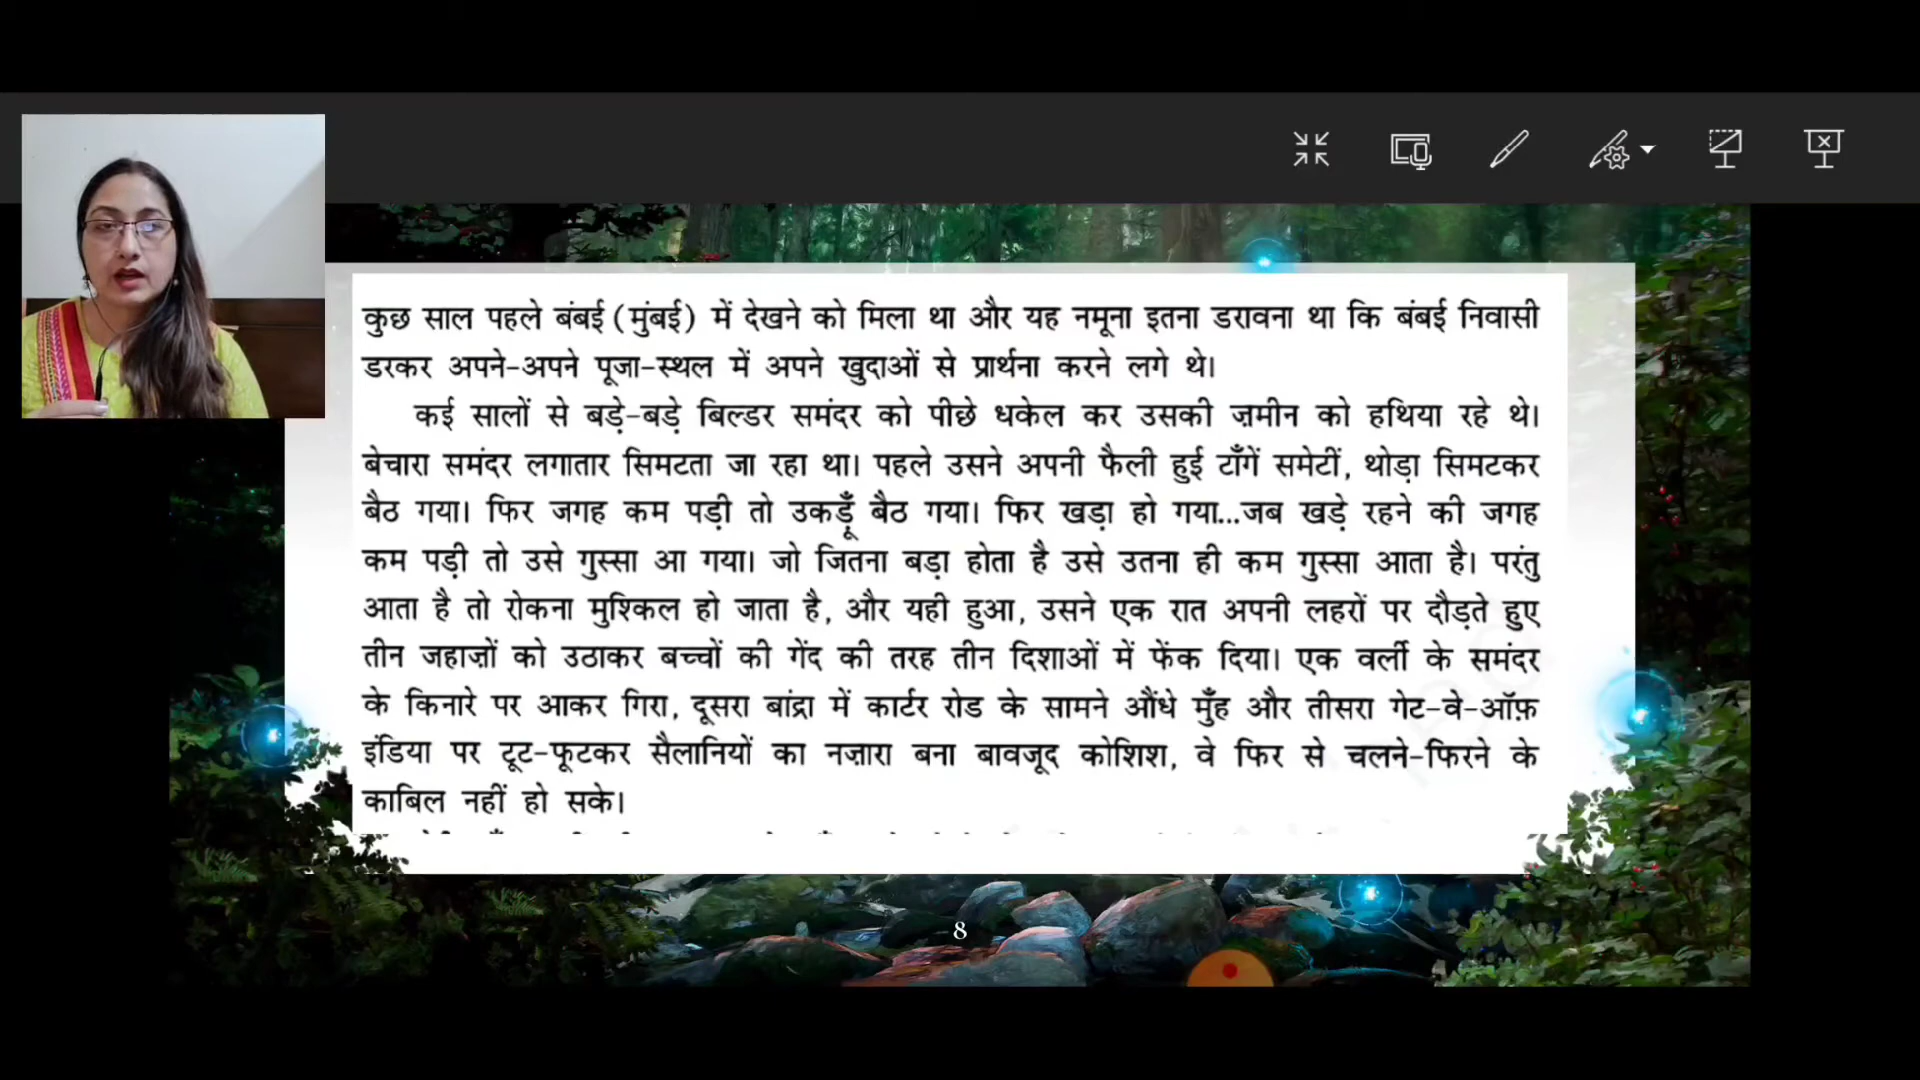 कुछ साल पहले बंबई (मुंबई) में देखने को मिला था और यह नमूना इतना डरावना था कि बंबई निवासी
डरकर अपने-अपने पूजा-स्थल में अपने खुदाओं से प्रार्थना करने लगे थे।
कई सालों से बड़े-बड़े बिल्डर समंदर को पीछे धकेल कर उसकी ज़मीन को हथिया रहे थे।
बेचारा समंदर लगातार सिमटता जा रहा था। पहले उसने अपनी फैली हुई टाँगें समेटीं, थोड़ा सिमटकर
बैठ गया। फिर जगह कम पड़ी तो उकड़ूँ बैठ गया। फिर खड़ा हो गया...जब खड़े रहने की जगह
कम पड़ी तो उसे गुस्सा आ गया। जो जितना बड़ा होता है उसे उतना ही कम गुस्सा आता है। परंतु
आता है तो रोकना मुश्किल हो जाता है, और यही हुआ, उसने एक रात अपनी लहरों पर दौड़ते हुए
तीन जहाज़ों को उठाकर बच्चों की गेंद की तरह तीन दिशाओं में फेंक दिया। एक वर्ली के समंदर
के किनारे पर आकर गिरा, दूसरा बांद्रा में कार्टर रोड के सामने औंधे मुँह और तीसरा गेट-वे-ऑफ़
इंडिया पर टूट-फूटकर सैलानियों का नज़ारा बना बावजूद कोशिश, वे फिर से चलने-फिरने के
काबिल नहीं हो सके।
8